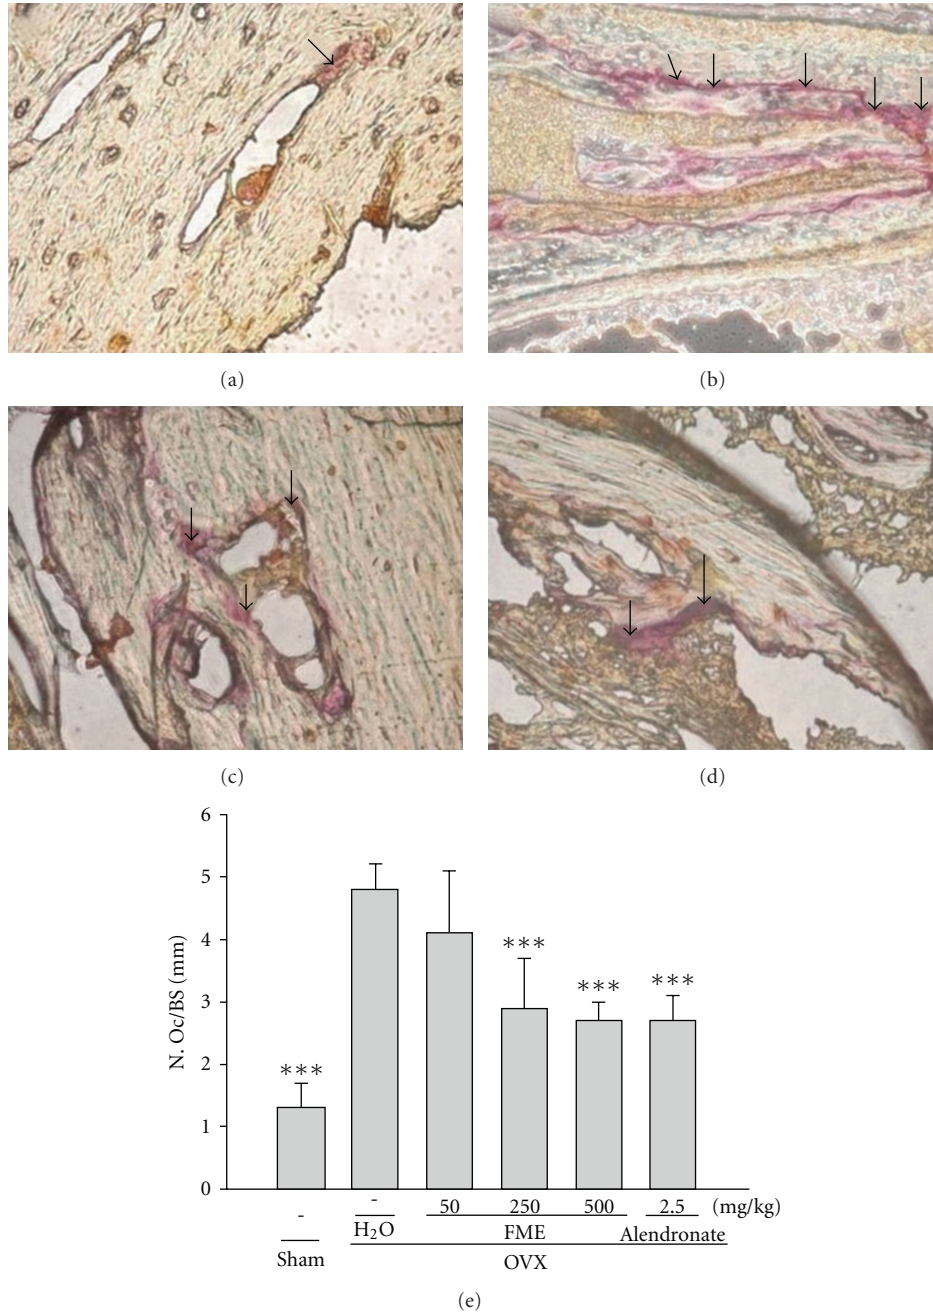 (a)
(b)
(c)
(d)
6
5
4
3
2
1
0
N. Oc/BS (mm)
***
***
***
***
- - 50 250 500 2.5 (mg/kg)
H₂O FME Alendronate
Sham OVX
(e)